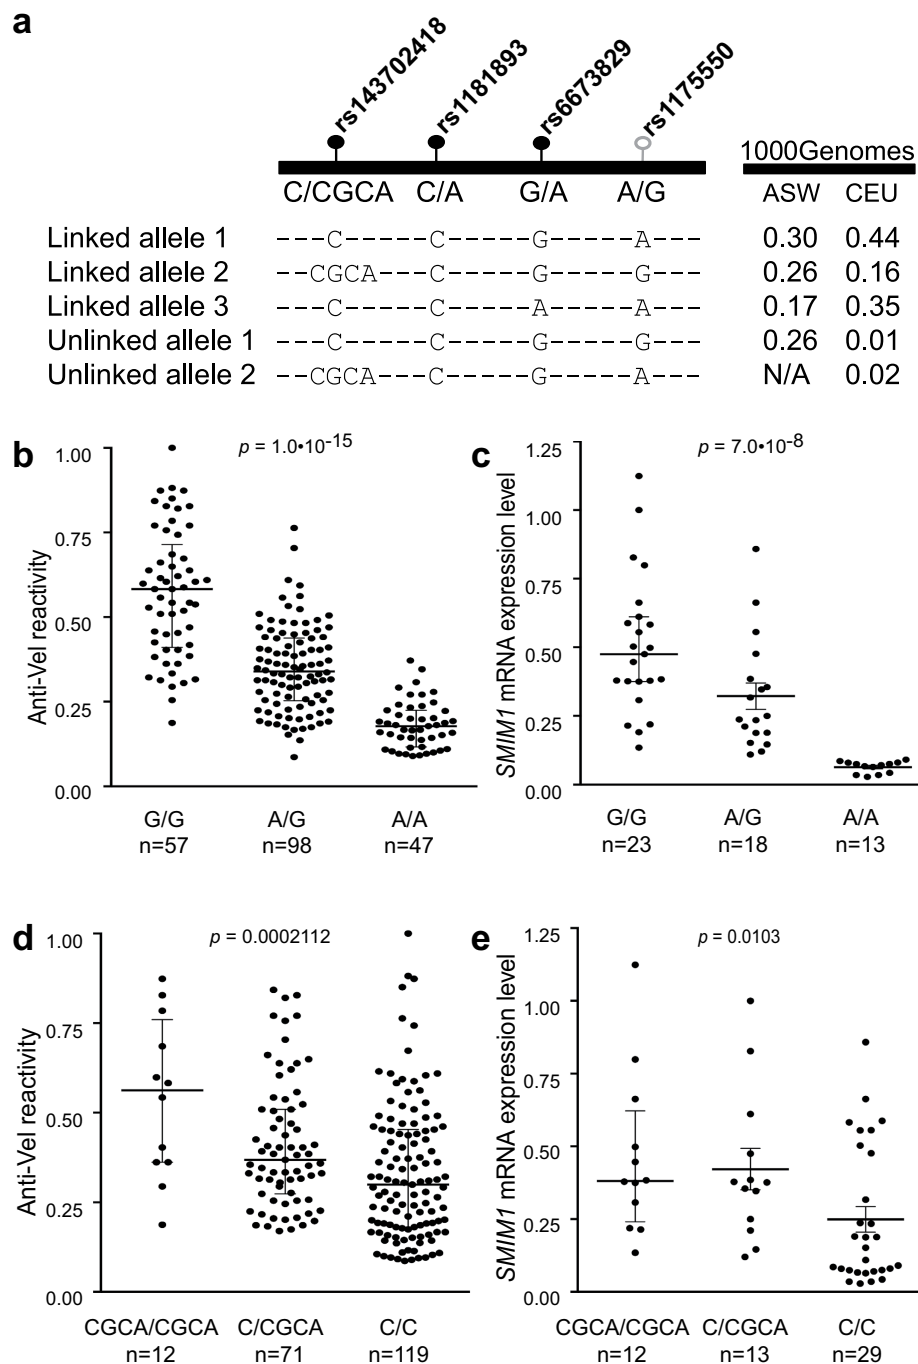 a
rs143702418
rs1181893
rs6673829
rs1175550
1000Genomes
C/CGCA C/A G/A A/G ASW CEU
Linked allele 1 ---C-----C-----G-----A--- 0.30 0.44
Linked allele 2 --CGCA---C-----G-----G--- 0.26 0.16
Linked allele 3 ---C-----C-----A-----A--- 0.17 0.35
Unlinked allele 1 ---C-----C-----G-----G--- 0.26 0.01
Unlinked allele 2 --CGCA---C-----G-----A--- N/A 0.02
b
p = 1.0•10-15
Anti-Vel reactivity
1.00
0.75
0.50
0.25
0.00
G/G A/G A/A
n=57 n=98 n=47
c
p = 7.0•10-8
SMIM1 mRNA expression level
1.25
1.00
0.75
0.50
0.25
0.00
G/G A/G A/A
n=23 n=18 n=13
d
p = 0.0002112
Anti-Vel reactivity
1.00
0.75
0.50
0.25
0.00
CGCA/CGCA C/CGCA C/C
n=12 n=71 n=119
e
p = 0.0103
SMIM1 mRNA expression level
1.25
1.00
0.75
0.50
0.25
0.00
CGCA/CGCA C/CGCA C/C
n=12 n=13 n=29